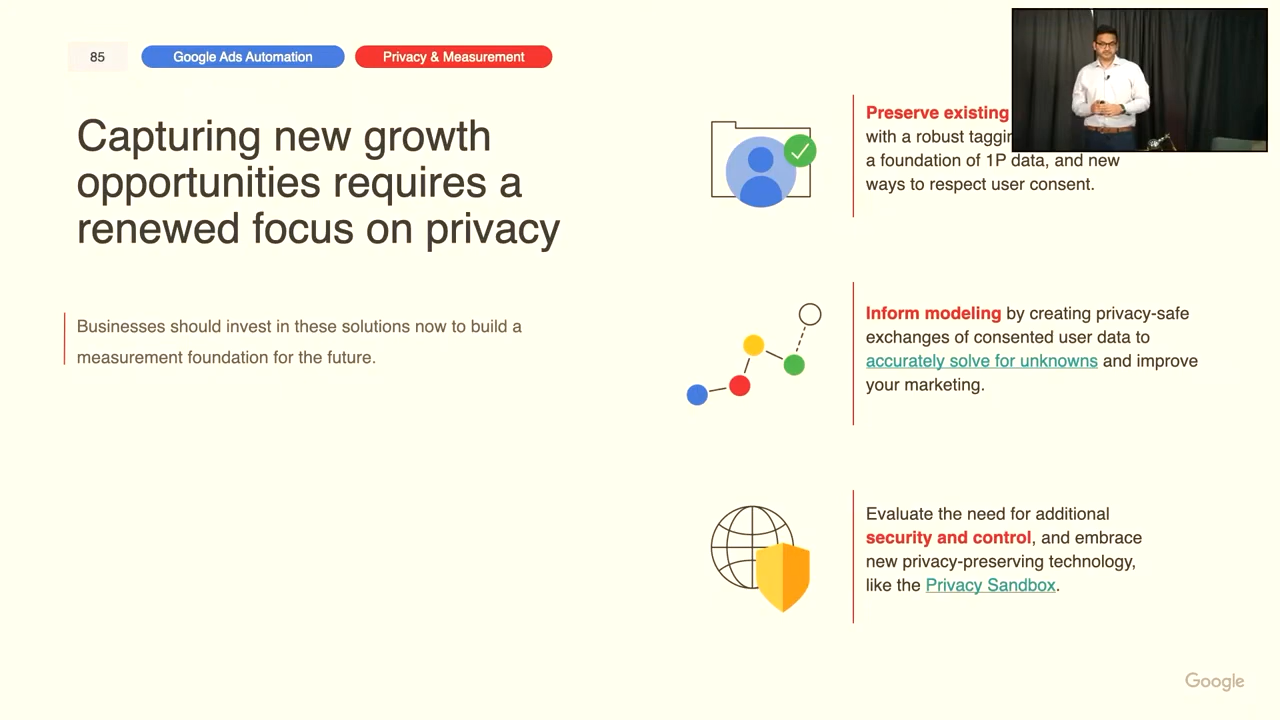 85
Google Ads Automation
Privacy & Measurement
Capturing new growth
opportunities requires a
renewed focus on privacy
Businesses should invest in these solutions now to build a
measurement foundation for the future.
Preserve existing
with a robust
a foundation of 1P data, and new
ways to respect user consent.
Inform modeling by creating privacy-safe
exchanges of consented user data to
accurately solve for unknowns and improve
your marketing.
Evaluate the need for additional
security and control, and embrace
new privacy-preserving technology,
like the Privacy Sandbox.
Google